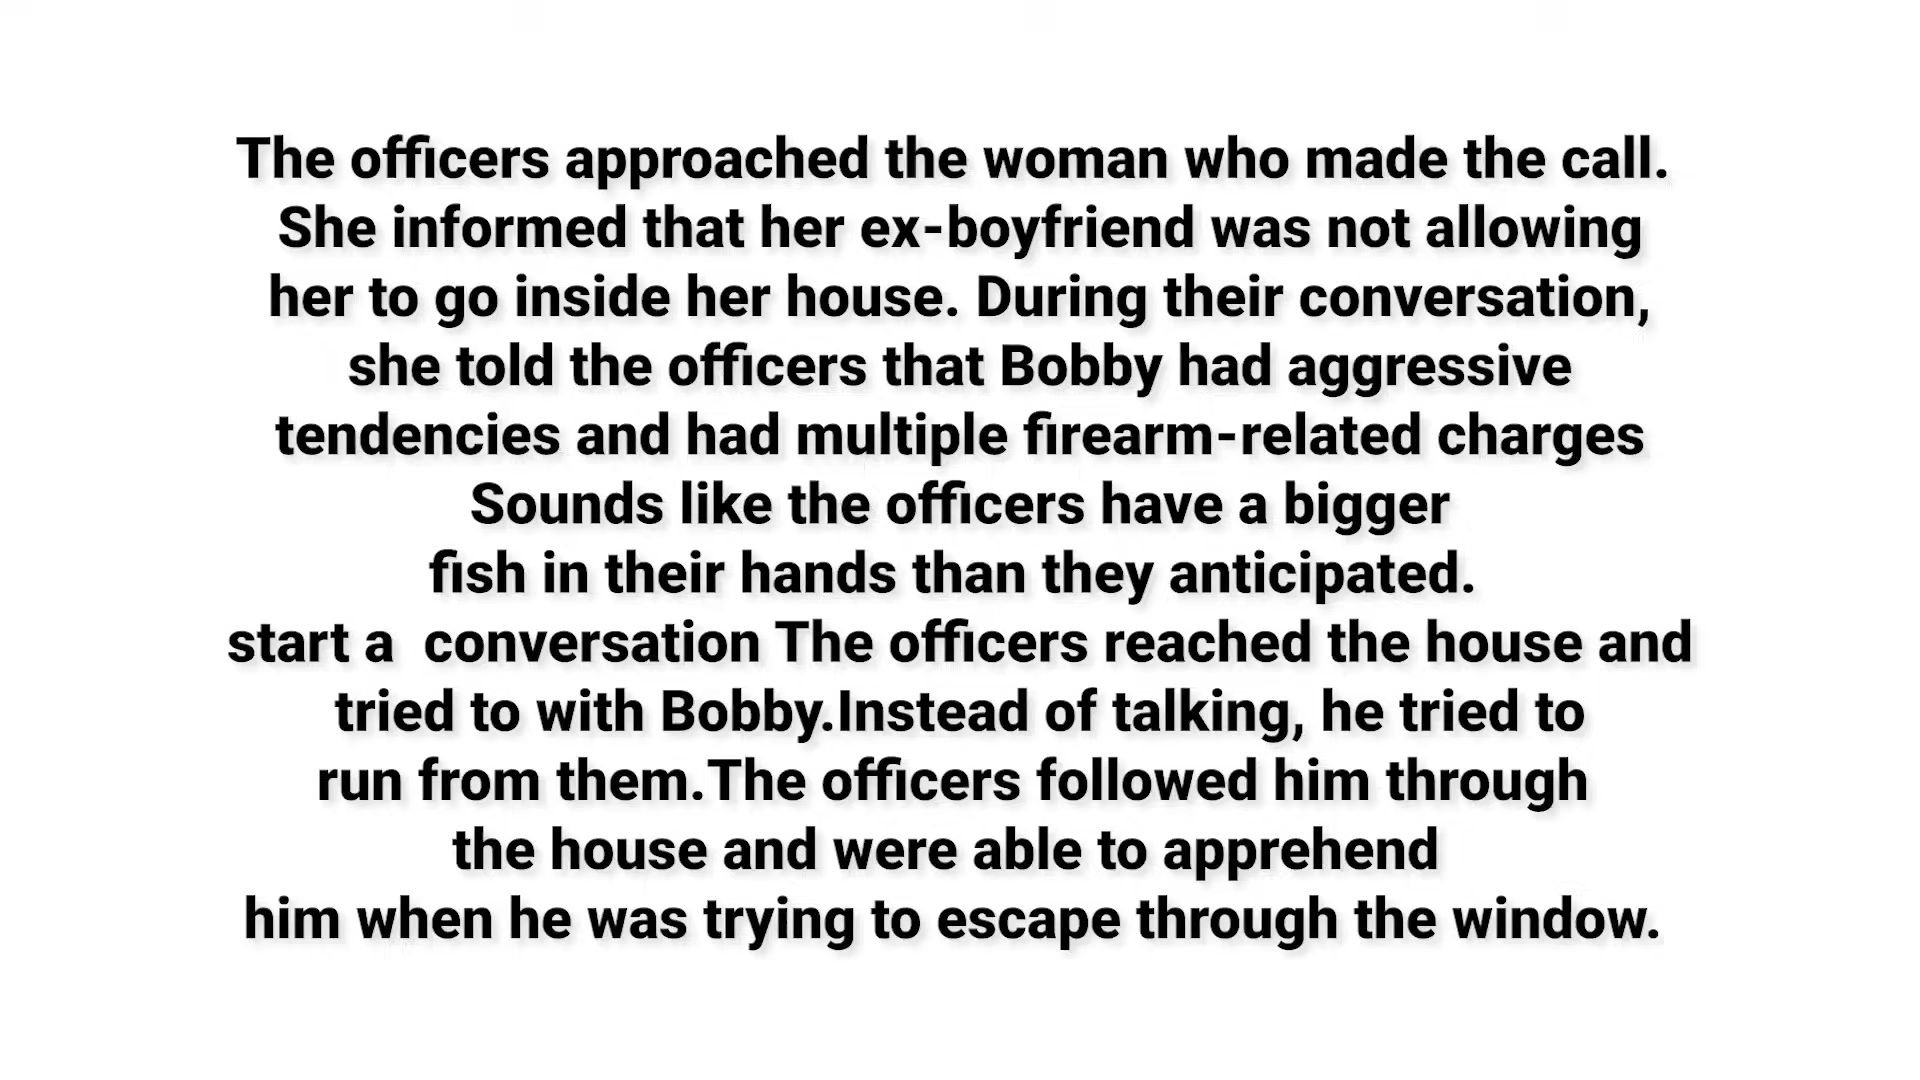 The officers approached the woman who made the call.
She informed that her ex-boyfriend was not allowing
her to go inside her house. During their conversation,
she told the officers that Bobby had aggressive
tendencies and had multiple firearm-related charges
Sounds like the officers have a bigger
fish in their hands than they anticipated.
start a  conversation The officers reached the house and
tried to with Bobby.Instead of talking, he tried to
run from them.The officers followed him through
the house and were able to apprehend
him when he was trying to escape through the window.